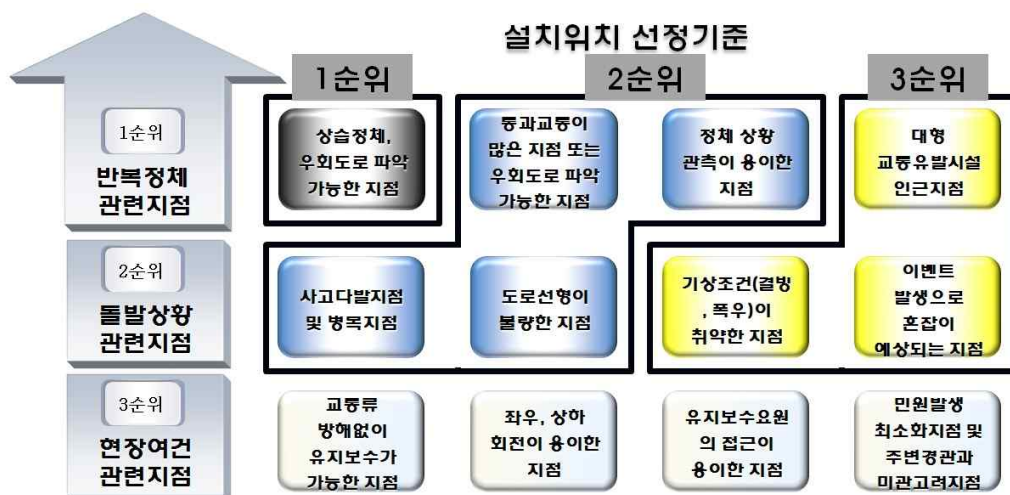 설치위치 선정기준
1순위
2순위
3순위
1순위
반복정체
관련지점
상습정체,
우회도로 파악
가능한 지점
통과교통이
많은 지점 또는
우회도로 파악
가능한 지점
정체 상황
관측이 용이한
지점
대형
교통유발시설
인근지점
2순위
돌발상황
관련지점
사고다발지점
및 병목지점
도로선형이
불량한 지점
기상조건(결빙
, 폭우)이
취약한 지점
이벤트
발생으로
혼잡이
예상되는 지점
3순위
현장여건
관련지점
교통류
방해없이
유지보수가
가능한 지점
좌우, 상하
회전이 용이한
지점
유지보수요원
의 접근이
용이한 지점
민원발생
최소화지점 및
주변경관과
미관고려지점